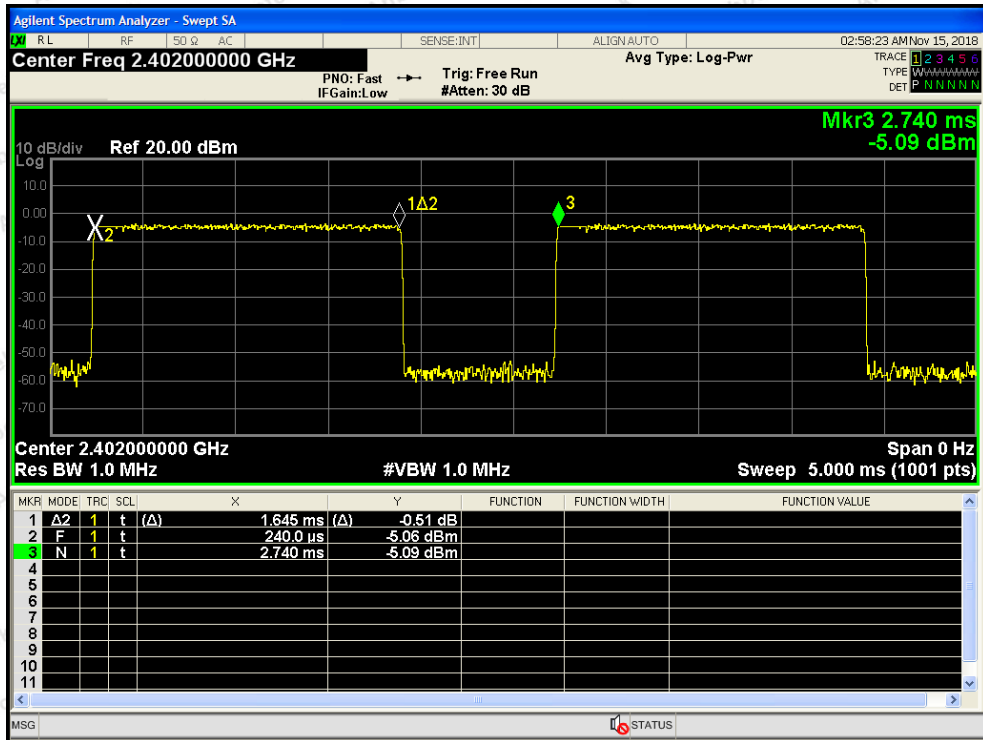 Agilent Spectrum Analyzer - Swept SA
LXI RL RF 50 Ω AC SENSE:INT ALIGN AUTO 02:58:23 AM Nov 15, 2018
Center Freq 2.402000000 GHz
PNO: Fast Trig: Free Run
IFGain:Low #Atten: 30 dB
Avg Type: Log-Pwr
TRACE 1 2 3 4 5 6
TYPE WWWWWW
DET P N N N N N
Mkr3 2.740 ms
-5.09 dBm
10 dB/div Ref 20.00 dBm
Log
10.0
0.00
-10.0
-20.0
-30.0
-40.0
-50.0
-60.0
-70.0
2
1Δ2
3
Center 2.402000000 GHz Span 0 Hz
Res BW 1.0 MHz #VBW 1.0 MHz Sweep 5.000 ms (1001 pts)
MKR MODE TRC SCL X Y FUNCTION FUNCTION WIDTH FUNCTION VALUE
1 Δ2 1 t (Δ) 1.645 ms (Δ) -0.51 dB
2 F 1 t 240.0 µs -5.06 dBm
3 N 1 t 2.740 ms -5.09 dBm
4
5
6
7
8
9
10
11
MSG STATUS